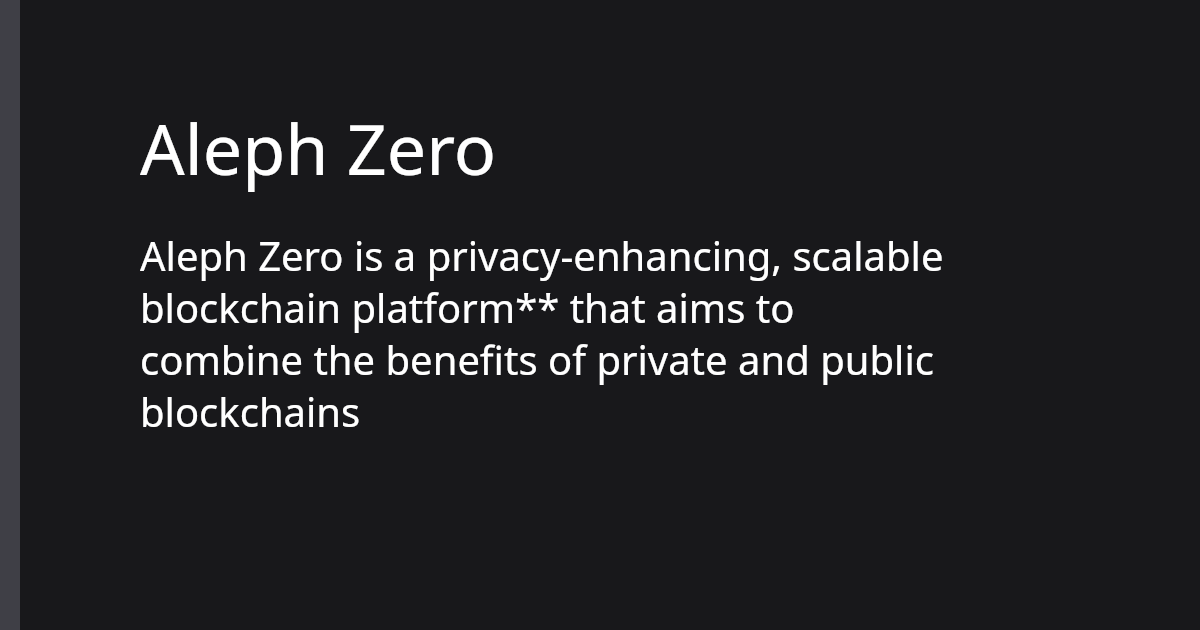 Aleph Zero
Aleph Zero is a privacy-enhancing, scalable
blockchain platform** that aims to
combine the benefits of private and public
blockchains